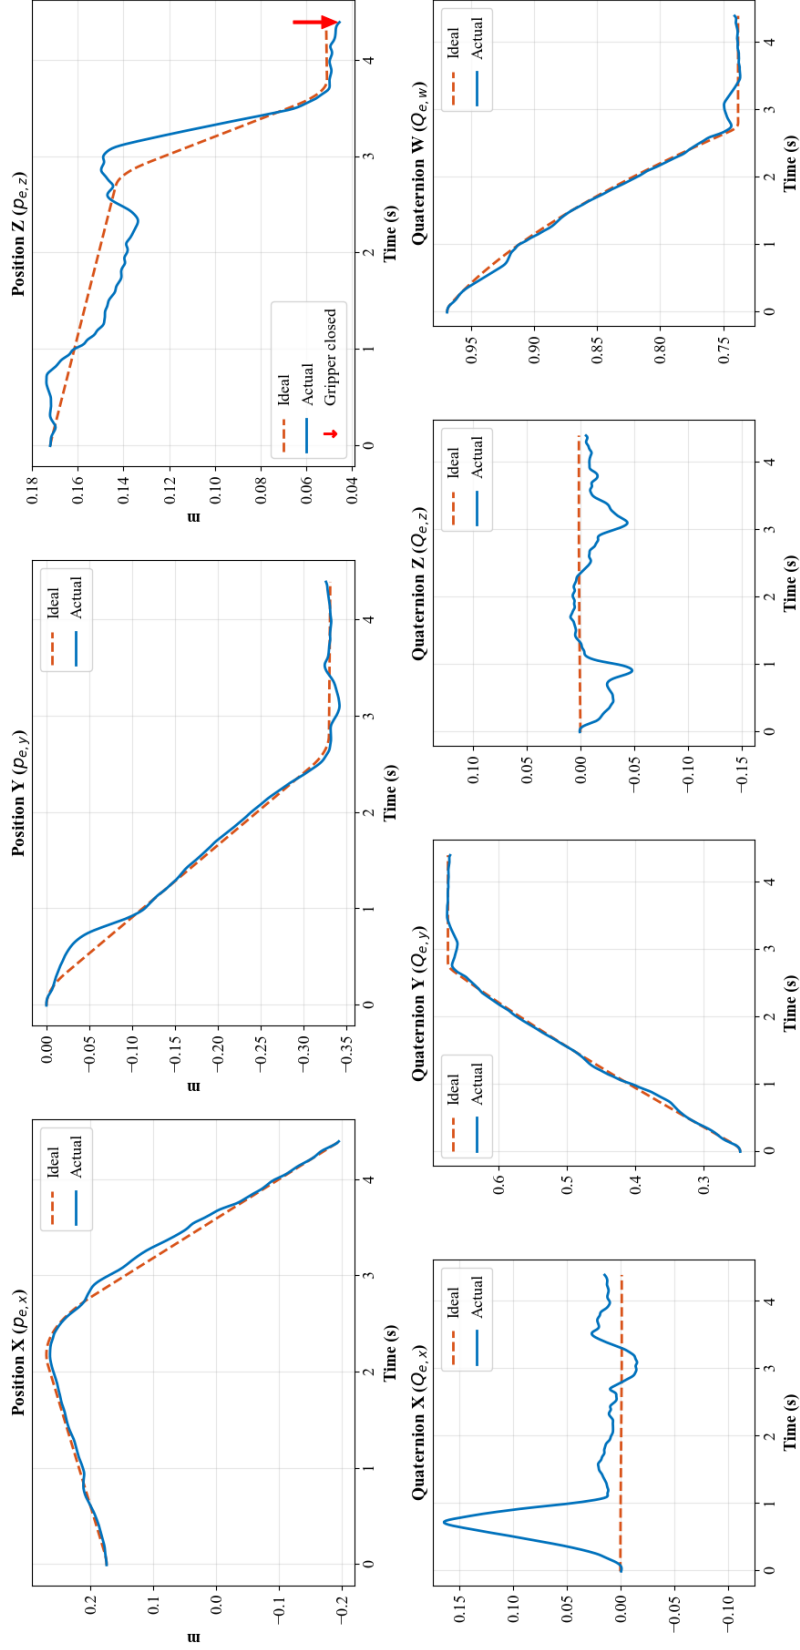 Position X (p_{e,x})
m
0.2
0.1
0.0
−0.1
−0.2
0 1 2 3 4
Time (s)
Ideal
Actual
Position Y (p_{e,y})
m
0.00
−0.05
−0.10
−0.15
−0.20
−0.25
−0.30
−0.35
0 1 2 3 4
Time (s)
Ideal
Actual
Position Z (p_{e,z})
m
0.18
0.16
0.14
0.12
0.10
0.08
0.06
0.04
0 1 2 3 4
Time (s)
Ideal
Actual
Gripper closed
Quaternion X (Q_{e,x})
0.15
0.10
0.05
0.00
−0.05
−0.10
0 1 2 3 4
Time (s)
Ideal
Actual
Quaternion Y (Q_{e,y})
0.6
0.5
0.4
0.3
0 1 2 3 4
Time (s)
Ideal
Actual
Quaternion Z (Q_{e,z})
0.10
0.05
0.00
−0.05
−0.10
−0.15
0 1 2 3 4
Time (s)
Ideal
Actual
Quaternion W (Q_{e,w})
0.95
0.90
0.85
0.80
0.75
0 1 2 3 4
Time (s)
Ideal
Actual